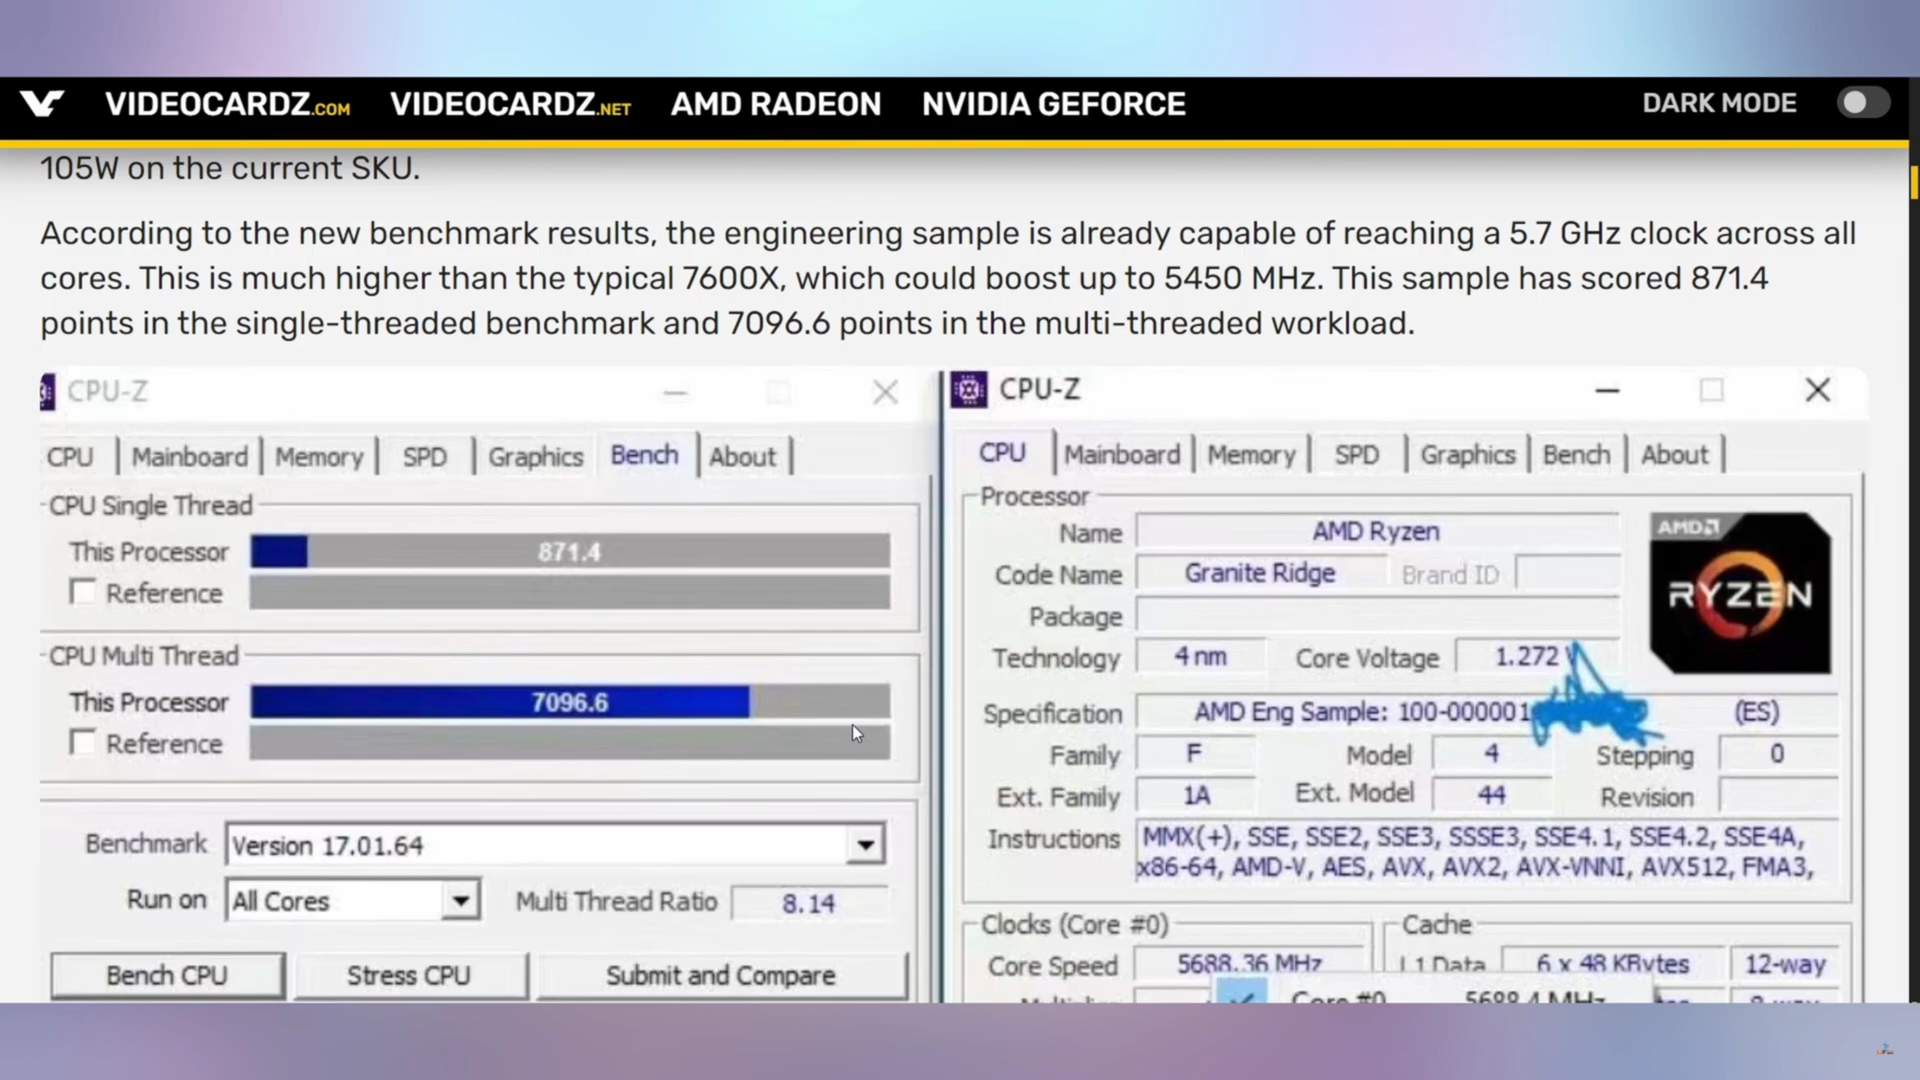 VIDEOCARDZ.COM VIDEOCARDZ.NET AMD RADEON NVIDIA GEFORCE DARK MODE
105W on the current SKU.
According to the new benchmark results, the engineering sample is already capable of reaching a 5.7 GHz clock across all
cores. This is much higher than the typical 7600X, which could boost up to 5450 MHz. This sample has scored 871.4
points in the single-threaded benchmark and 7096.6 points in the multi-threaded workload.
CPU-Z
CPU Mainboard Memory SPD Graphics Bench About
CPU Single Thread
This Processor 871.4
Reference
CPU Multi Thread
This Processor 7096.6
Reference
Benchmark Version 17.01.64
Run on All Cores Multi Thread Ratio 8.14
Bench CPU Stress CPU Submit and Compare
CPU-Z
CPU Mainboard Memory SPD Graphics Bench About
Processor
Name AMD Ryzen
Code Name Granite Ridge Brand ID
Package
Technology 4 nm Core Voltage 1.272 V
AMD
RYZEN
Specification AMD Eng Sample: 100-000001 (ES)
Family F Model 4 Stepping 0
Ext. Family 1A Ext. Model 44 Revision
Instructions MMX(+), SSE, SSE2, SSE3, SSSE3, SSE4.1, SSE4.2, SSE4A,
x86-64, AMD-V, AES, AVX, AVX2, AVX-VNNI, AVX512, FMA3,
Clocks (Core #0) Cache
Core Speed 5688.36 MHz L1 Data 6 x 48 KBytes 12-way
Core #0 5688.4 MHz